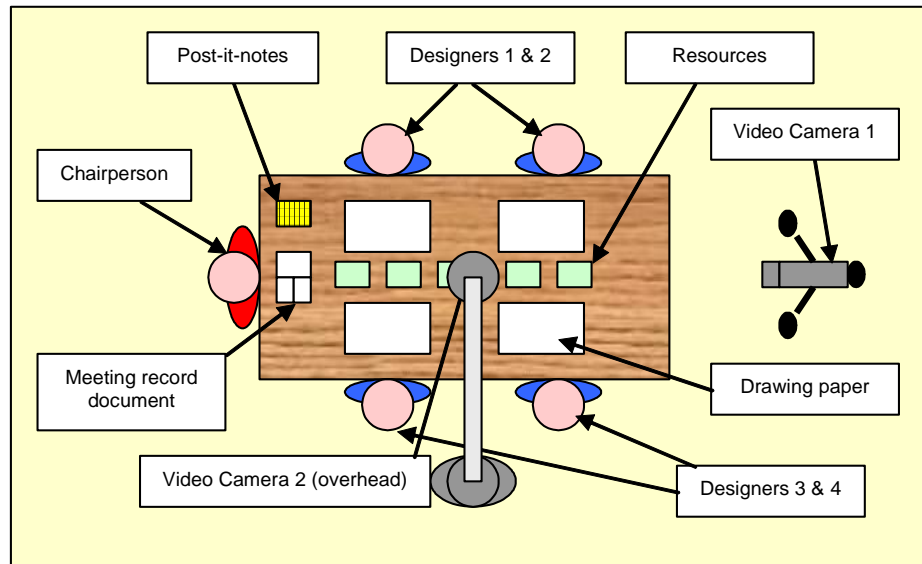 Post-it-notes
Designers 1 & 2
Resources
Video Camera 1
Chairperson
Meeting record
document
Drawing paper
Video Camera 2 (overhead)
Designers 3 & 4